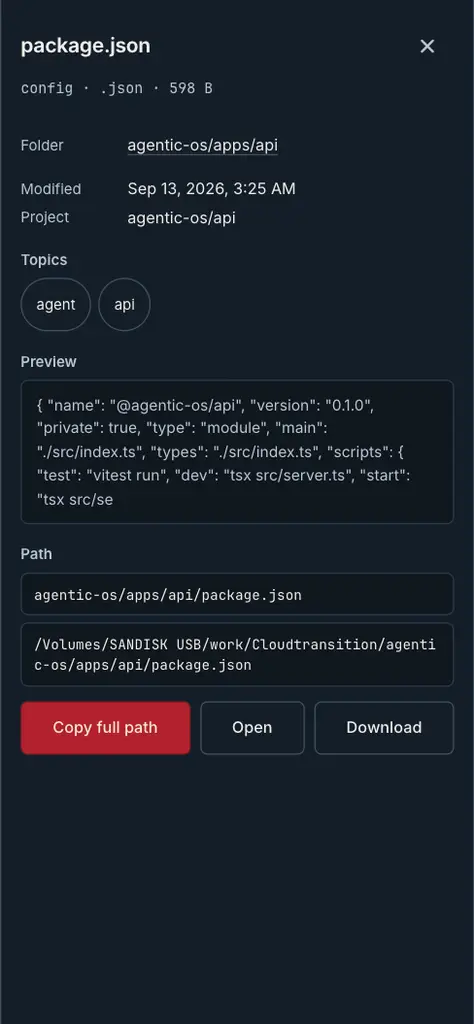 package.json
config · .json · 598 B
Folder agentic-os/apps/api
Modified Sep 13, 2026, 3:25 AM
Project agentic-os/api
Topics
agent api
Preview
{ "name": "@agentic-os/api", "version": "0.1.0",
"private": true, "type": "module", "main":
"./src/index.ts", "types": "./src/index.ts", "scripts": {
"test": "vitest run", "dev": "tsx src/server.ts", "start":
"tsx src/se
Path
agentic-os/apps/api/package.json
/Volumes/SANDISK USB/work/Cloudtransition/agenti
c-os/apps/api/package.json
Copy full path Open Download